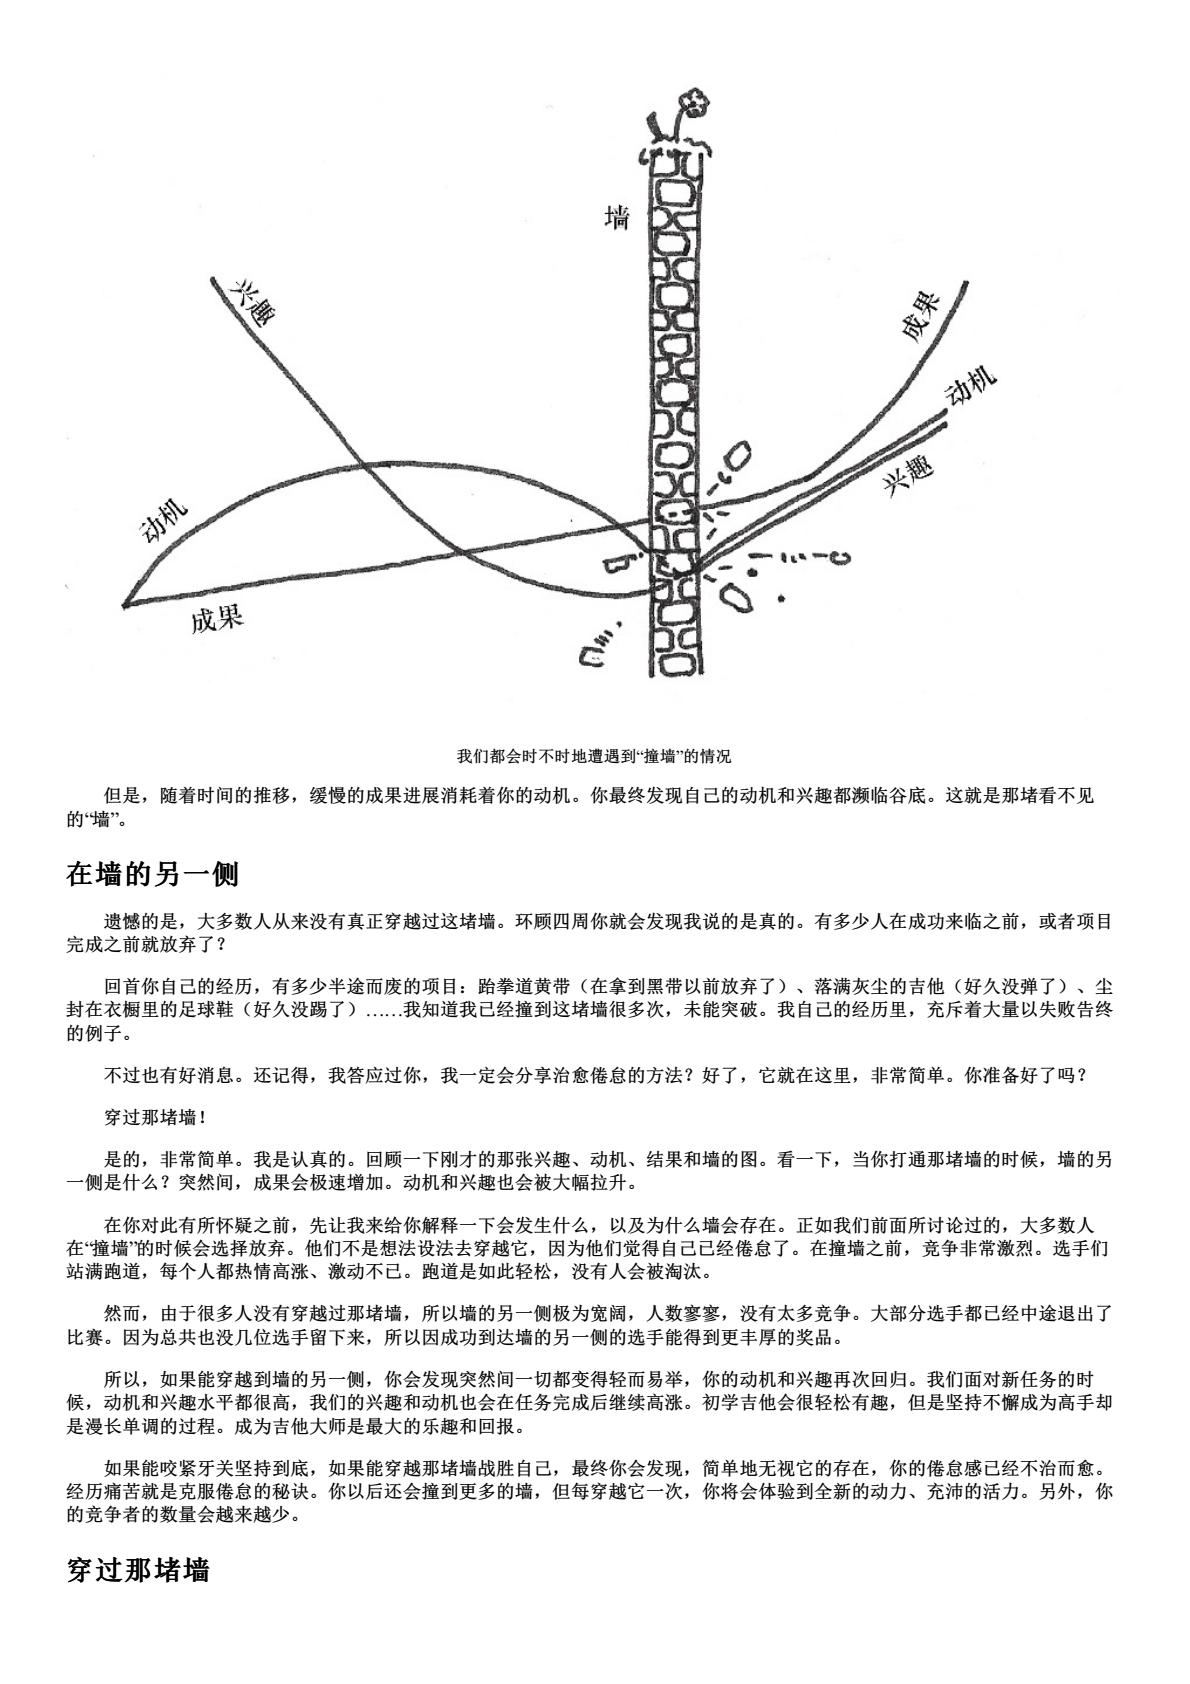 墙
兴趣
成果
动机
兴趣
动机
成果
我们都会时不时地遭遇到“撞墙”的情况
但是，随着时间的推移，缓慢的成果进展消耗着你的动机。你最终发现自己的动机和兴趣都濒临谷底。这就是那堵看不见
的“墙”。
在墙的另一侧
遗憾的是，大多数人从来没有真正穿越过这堵墙。环顾四周你就会发现我说的是真的。有多少人在成功来临之前，或者项目
完成之前就放弃了？
回首你自己的经历，有多少半途而废的项目：跆拳道黄带（在拿到黑带以前放弃了）、落满灰尘的吉他（好久没弹了）、尘
封在衣橱里的足球鞋（好久没踢了）……我知道我已经撞到这堵墙很多次，未能突破。我自己的经历里，充斥着大量以失败告终
的例子。
不过也有好消息。还记得，我答应过你，我一定会分享治愈倦怠的方法？好了，它就在这里，非常简单。你准备好了吗？
穿过那堵墙！
是的，非常简单。我是认真的。回顾一下刚才的那张兴趣、动机、结果和墙的图。看一下，当你打通那堵墙的时候，墙的另
一侧是什么？突然间，成果会极速增加。动机和兴趣也会被大幅拉升。
在你对此有所怀疑之前，先让我来给你解释一下会发生什么，以及为什么墙会存在。正如我们前面所讨论过的，大多数人
在“撞墙”的时候会选择放弃。他们不是想法设法去穿越它，因为他们觉得自己已经倦怠了。在撞墙之前，竞争非常激烈。选手们
站满跑道，每个人都热情高涨、激动不已。跑道是如此轻松，没有人会被淘汰。
然而，由于很多人没有穿越过那堵墙，所以墙的另一侧极为宽阔，人数寥寥，没有太多竞争。大部分选手都已经中途退出了
比赛。因为总共也没几位选手留下来，所以因成功到达墙的另一侧的选手能得到更丰厚的奖品。
所以，如果能穿越到墙的另一侧，你会发现突然间一切都变得轻而易举，你的动机和兴趣再次回归。我们面对新任务的时
候，动机和兴趣水平都很高，我们的兴趣和动机也会在任务完成后继续高涨。初学吉他会很轻松有趣，但是坚持不懈成为高手却
是漫长单调的过程。成为吉他大师是最大的乐趣和回报。
如果能咬紧牙关坚持到底，如果能穿越那堵墙战胜自己，最终你会发现，简单地无视它的存在，你的倦怠感已经不治而愈。
经历痛苦就是克服倦怠的秘诀。你以后还会撞到更多的墙，但每穿越它一次，你将会体验到全新的动力、充沛的活力。另外，你
的竞争者的数量会越来越少。
穿过那堵墙